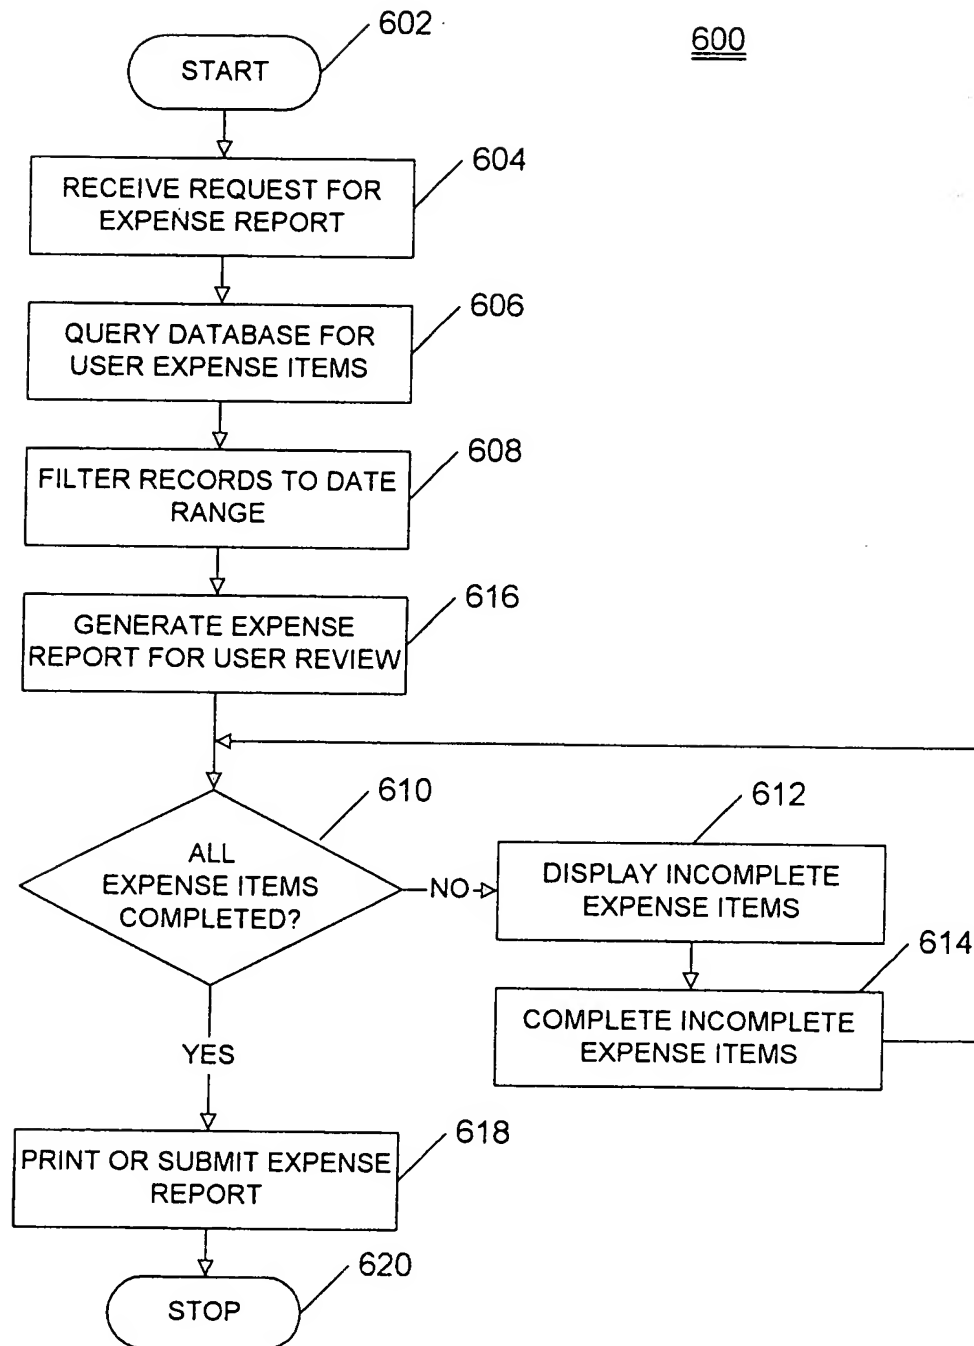 602
600
START
604
RECEIVE REQUEST FOR
EXPENSE REPORT
606
QUERY DATABASE FOR
USER EXPENSE ITEMS
608
FILTER RECORDS TO DATE
RANGE
616
GENERATE EXPENSE
REPORT FOR USER REVIEW
610
ALL
EXPENSE ITEMS
COMPLETED?
NO
612
DISPLAY INCOMPLETE
EXPENSE ITEMS
614
COMPLETE INCOMPLETE
EXPENSE ITEMS
YES
618
PRINT OR SUBMIT EXPENSE
REPORT
620
STOP